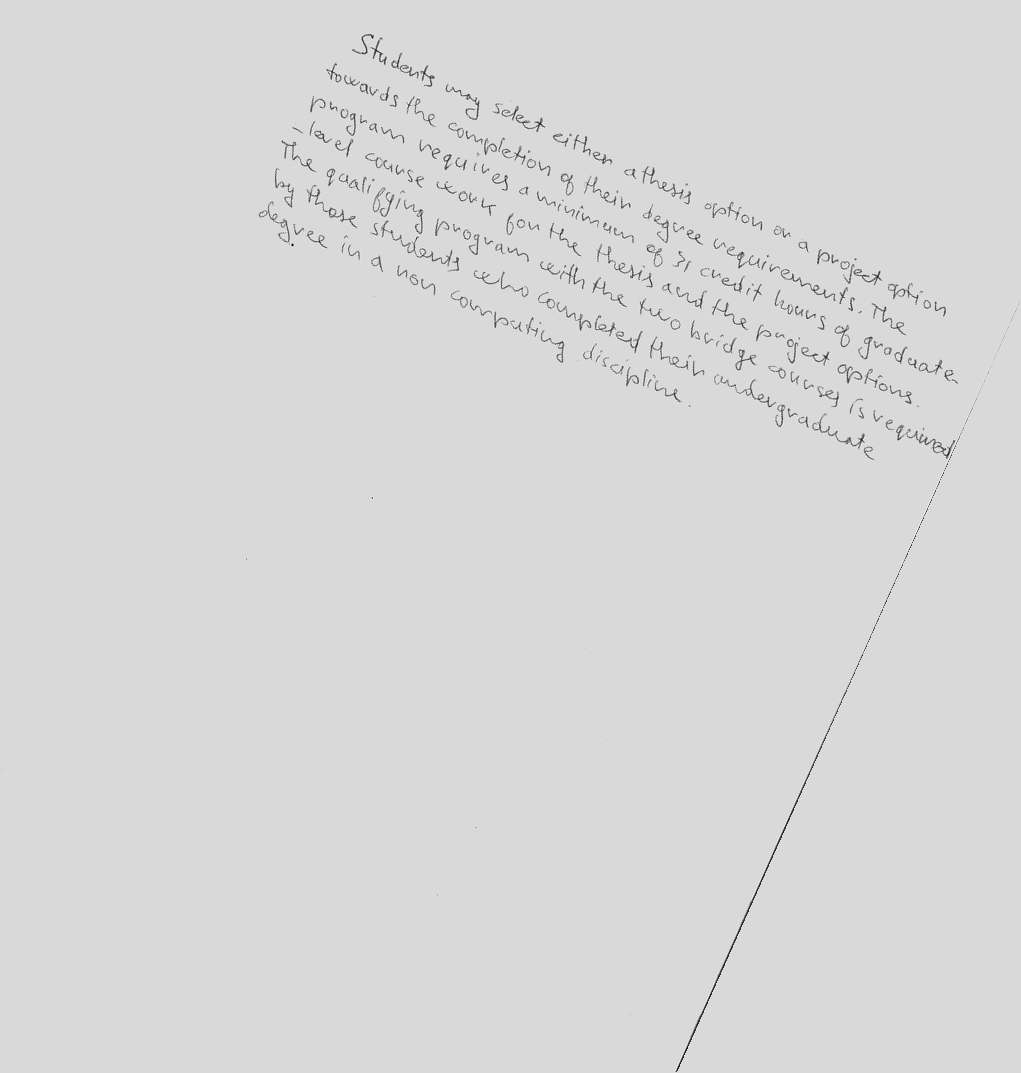 Students may select either a thesis option or a project option
towards the completion of their degree requirements. The
program requires a minimum of 31 credit hours of graduate-
-level course work for the thesis and the project options.
The qualifying program with the two bridge courses is required
by those students who completed their undergraduate
degree in a non computing discipline.